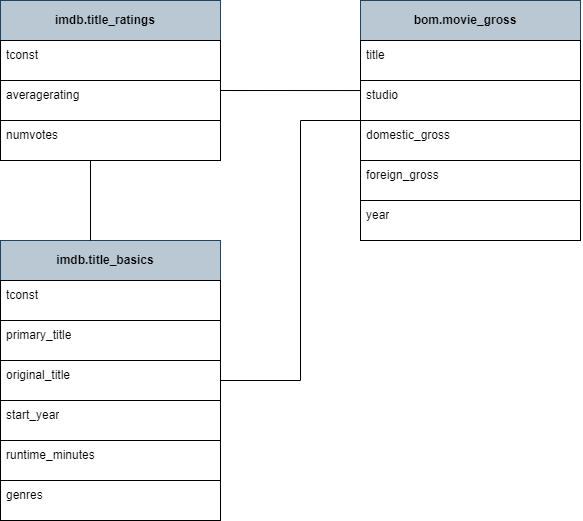 imdb.title_ratings
tconst
averagerating
numvotes
bom.movie_gross
title
studio
domestic_gross
foreign_gross
year
imdb.title_basics
tconst
primary_title
original_title
start_year
runtime_minutes
genres